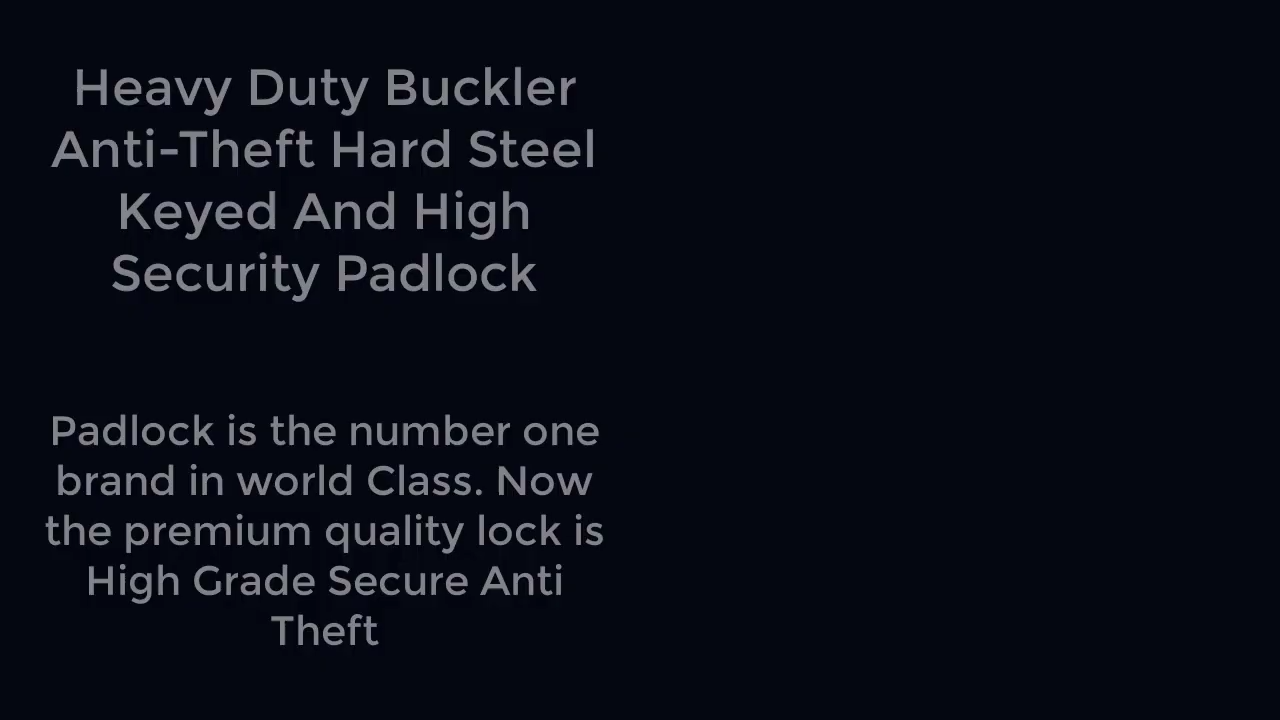 Heavy Duty Buckler
Anti-Theft Hard Steel
Keyed And High
Security Padlock
Padlock is the number one
brand in world Class. Now
the premium quality lock is
High Grade Secure Anti
Theft